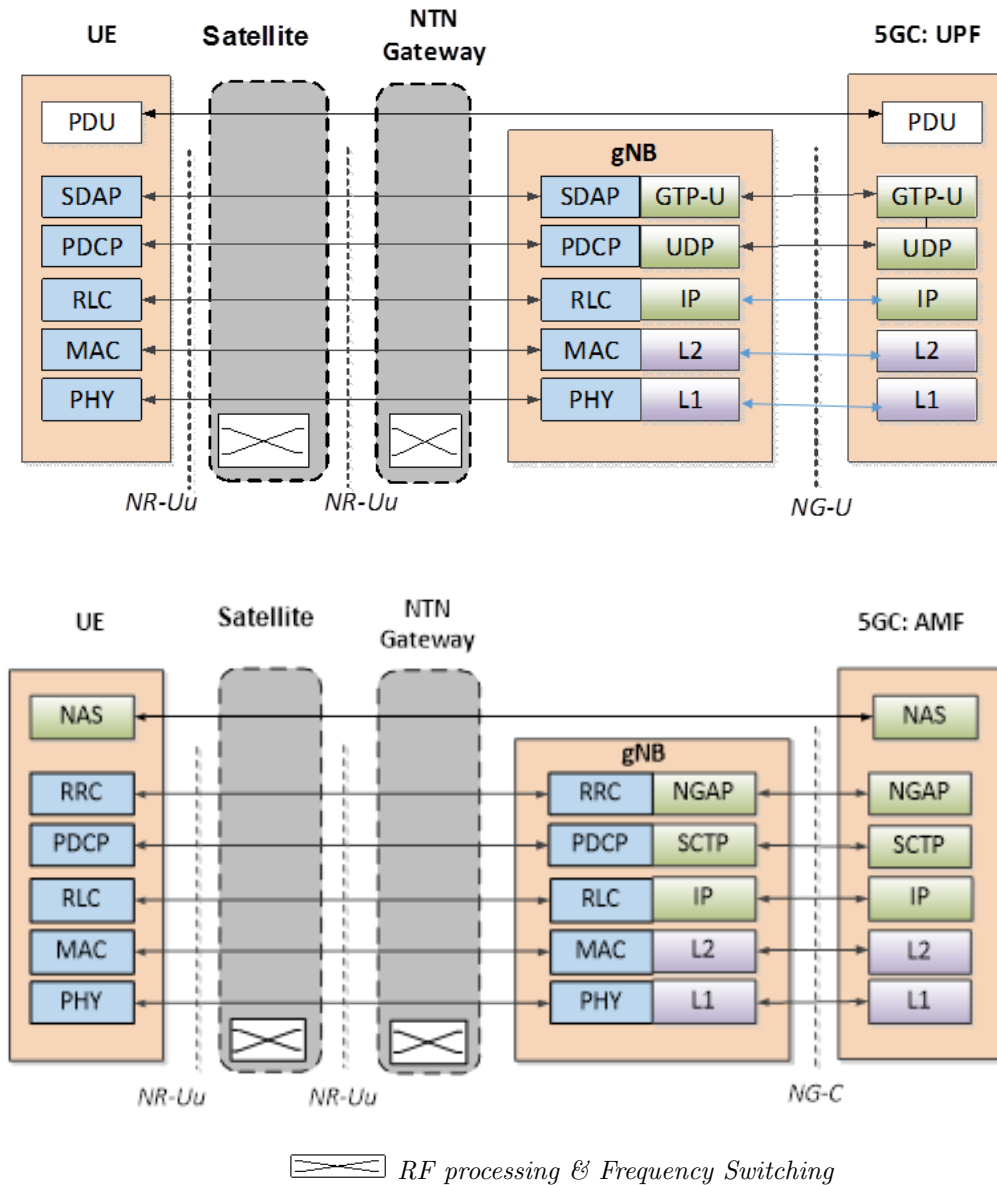 UE Satellite NTN Gateway 5GC: UPF
PDU PDU
gNB
SDAP SDAP GTP-U GTP-U
PDCP PDCP UDP UDP
RLC RLC IP IP
MAC MAC L2 L2
PHY PHY L1 L1
NR-Uu NR-Uu NG-U
UE Satellite NTN Gateway 5GC: AMF
NAS NAS
gNB
RRC RRC NGAP NGAP
PDCP PDCP SCTP SCTP
RLC RLC IP IP
MAC MAC L2 L2
PHY PHY L1 L1
NR-Uu NR-Uu NG-C
RF processing & Frequency Switching